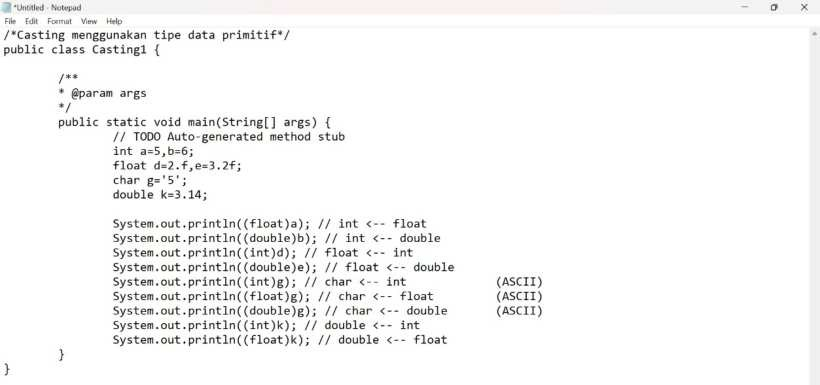 *Untitled - Notepad
File Edit Format View Help
/*Casting menggunakan tipe data primitif*/
public class Casting1 {

        /**
        * @param args
        */
        public static void main(String[] args) {
                // TODO Auto-generated method stub
                int a=5,b=6;
                float d=2.f,e=3.2f;
                char g='5';
                double k=3.14;

                System.out.println((float)a); // int <-- float
                System.out.println((double)b); // int <-- double
                System.out.println((int)d); // float <-- int
                System.out.println((double)e); // float <-- double
                System.out.println((int)g); // char <-- int             (ASCII)
                System.out.println((float)g); // char <-- float         (ASCII)
                System.out.println((double)g); // char <-- double       (ASCII)
                System.out.println((int)k); // double <-- int
                System.out.println((float)k); // double <-- float
        }
}